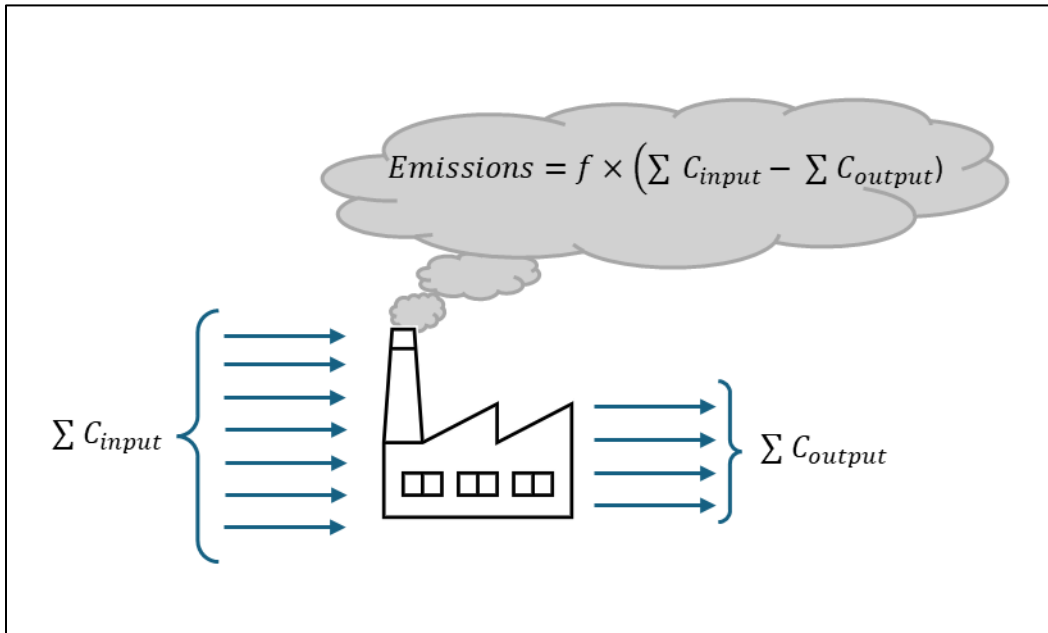 Emissions = f × (∑ C_input − ∑ C_output)
∑ C_input
∑ C_output